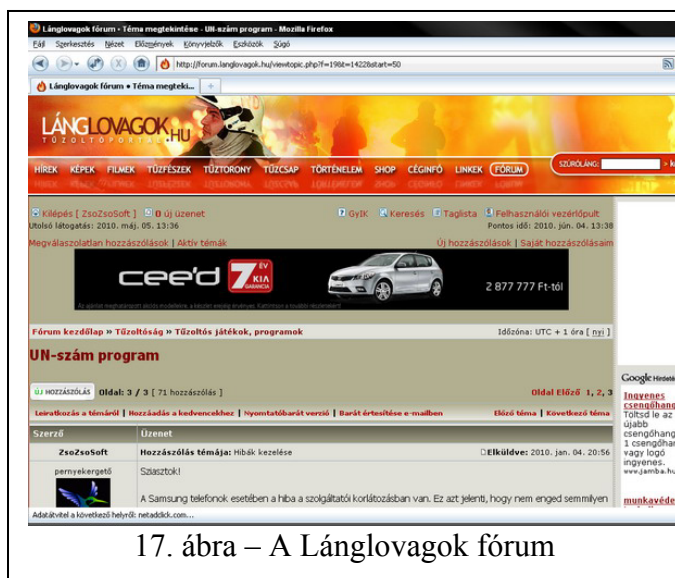 Lánglovagok fórum • Téma megtekintése - UN-szám program - Mozilla Firefox
Fájl Szerkesztés Nézet Előzmények Könyvjelzők Eszközök Súgó
http://forum.langlovagok.hu/viewtopic.php?f=19&t=1422&start=50
Lánglovagok fórum • Téma megteki...
LÁNGLOVAGOK.HU
TŰZOLTÓPORTÁL
HÍREK KÉPEK FILMEK TŰZFÉSZEK TŰZTORONY TŰZCSAP TÖRTÉNELEM SHOP CÉGINFÓ LINKEK FÓRUM
SZÚRÓLÁNG:
Kilépés [ ZsoZsoSoft ] 0 új üzenet GyIK Keresés Taglista Felhasználói vezérlőpult
Utolsó látogatás: 2010. máj. 05. 13:36 Pontos idő: 2010. jún. 04. 13:38
Megválaszolatlan hozzászólások | Aktív témák Új hozzászólások | Saját hozzászólásaim
cee'd 7 ÉV KIA GARANCIA 2 877 777 Ft-tól
Fórum kezdőlap » Tűzoltóság » Tűzoltós játékok, programok Időzóna: UTC + 1 óra [ nyi ]
UN-szám program
ÚJ HOZZÁSZÓLÁS Oldal: 3 / 3 [ 71 hozzászólás ] Oldal Előző 1, 2, 3
Leiratkozás a témáról | Hozzáadás a kedvencekhez | Nyomtatóbarát verzió | Barát értesítése e-mailben Előző téma | Következő téma
Szerző Üzenet
ZsoZsoSoft Hozzászólás témája: Hibák kezelése Elküldve: 2010. jan. 04. 20:56
pernyekergető Sziasztok!
A Samsung telefonok esetében a hiba a szolgáltatói korlátozásban van. Ez azt jelenti, hogy nem enged semmilyen
Google Hirdeté
Ingyenes
csengőhang
Töltsd le az
újabb
csengőhang
1 csengőhan
vagy logó
ingyenes.
www.jamba.hu
munkavéde
Adatátvitel a következő helyről: netaddick.com...
17. ábra – A Lánglovagok fórum